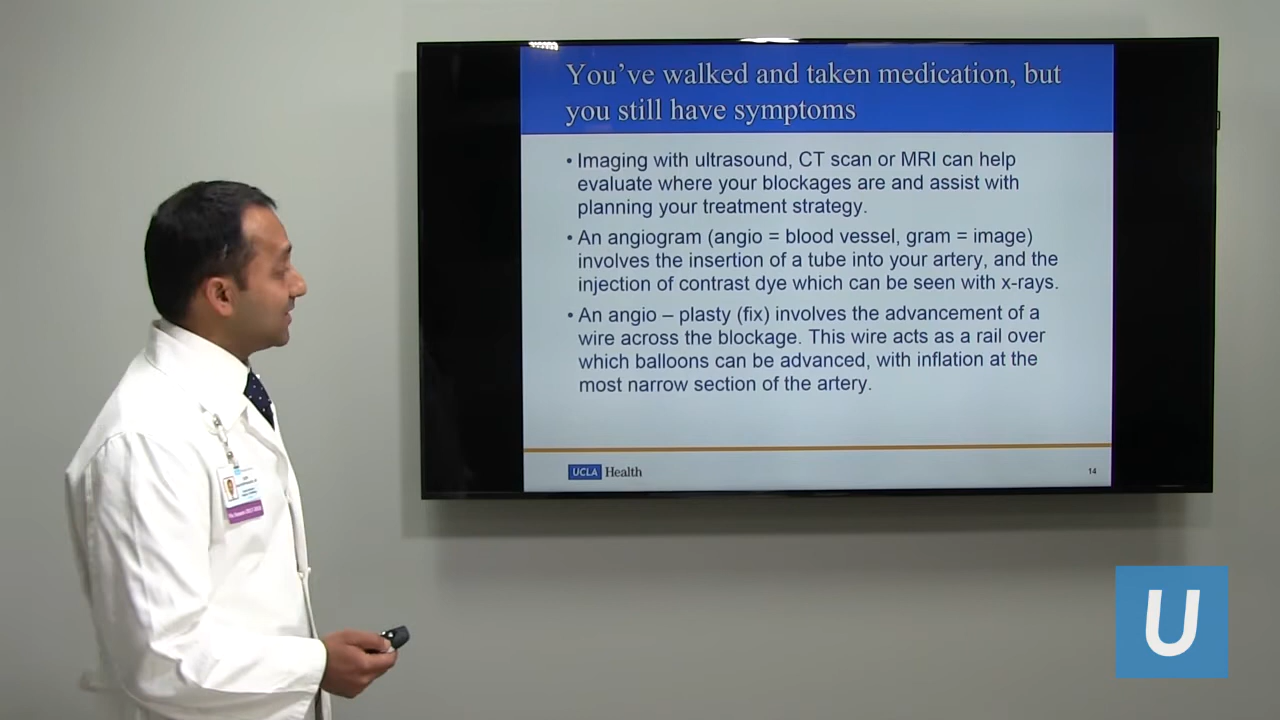 You've walked and taken medication, but
you still have symptoms
• Imaging with ultrasound, CT scan or MRI can help
evaluate where your blockages are and assist with
planning your treatment strategy.
• An angiogram (angio = blood vessel, gram = image)
involves the insertion of a tube into your artery, and the
injection of contrast dye which can be seen with x-rays.
• An angio – plasty (fix) involves the advancement of a
wire across the blockage. This wire acts as a rail over
which balloons can be advanced, with inflation at the
most narrow section of the artery.
UCLA Health
14
U